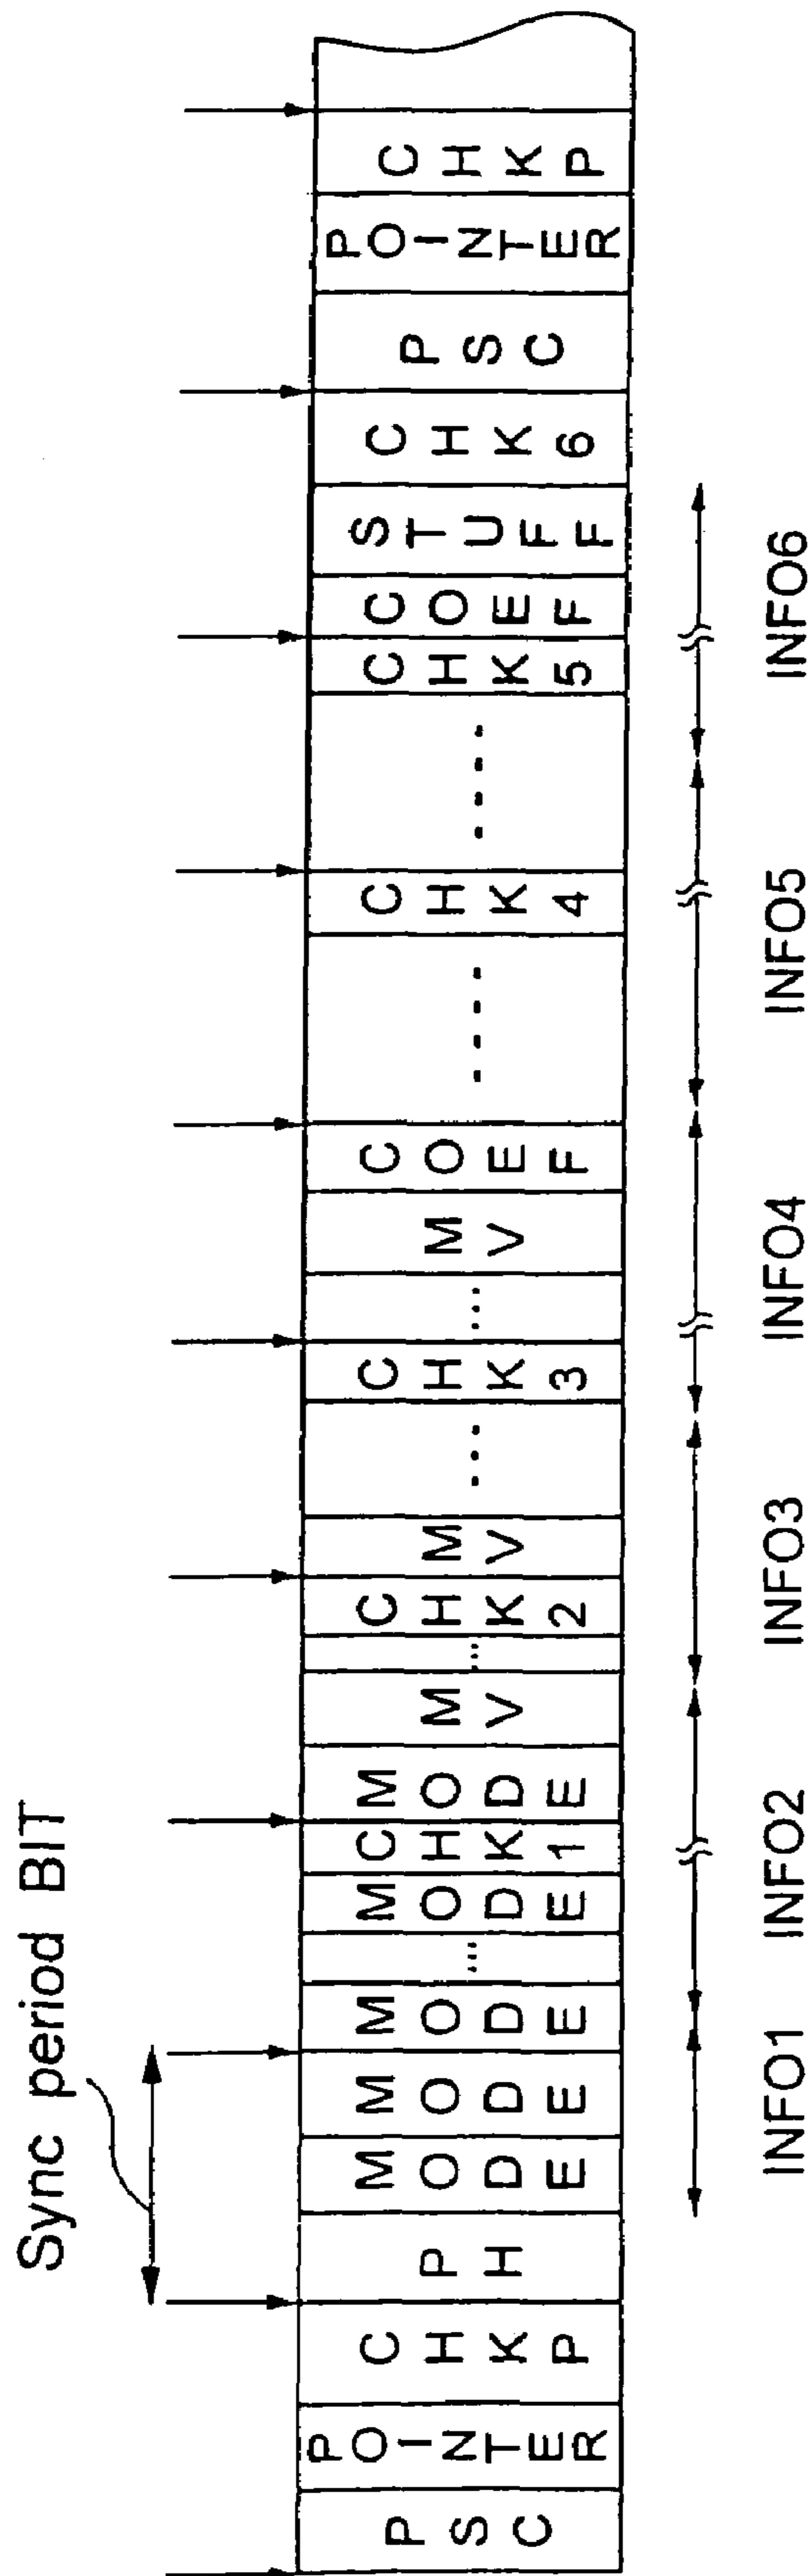 Sync period BIT
PSC
POINTER
CHKP
PH
MODE
MODE
MODE
...
MODE
CHK1
MODE
MV
...
CHK2
MV
...
CHK3
...
MV
COEF
....
CHK4
....
CHK5
COEF
STUFF
CHK6
PSC
POINTER
CHKP
INFO1
INFO2
INFO3
INFO4
INFO5
INFO6